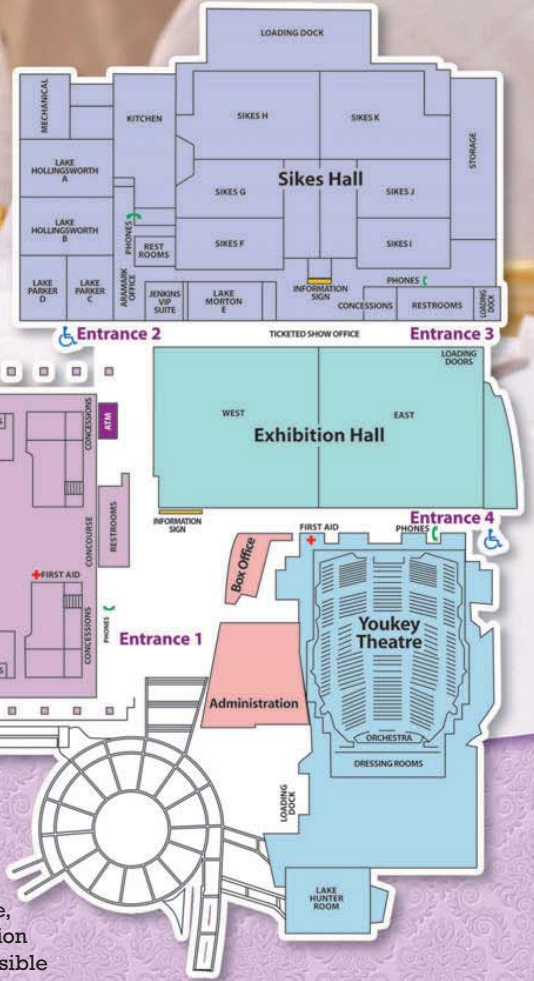 LOADING DOCK
MECHANICAL
KITCHEN
SIKES H
SIKES K
STORAGE
LAKE
HOLLINGSWORTH
A
Sikes Hall
SIKES G
SIKES J
LAKE
HOLLINGSWORTH
B
PHONES
REST
ROOMS
SIKES F
SIKES I
LAKE
PARKER
D
LAKE
PARKER
C
ARAMARK
OFFICE
JENKINS
VIP
SUITE
LAKE
MORTON
E
INFORMATION
SIGN
PHONES
CONCESSIONS
RESTROOMS
LOADING
DOCK
Entrance 2
TICKETED SHOW OFFICE
Entrance 3
LOADING
DOORS
CONCESSIONS
ATM
WEST
EAST
Exhibition Hall
CONCOURSE
RESTROOMS
INFORMATION
SIGN
Entrance 4
FIRST AID
PHONES
Box Office
FIRST AID
CONCESSIONS
PHONES
Entrance 1
Youkey
Theatre
Administration
ORCHESTRA
DRESSING ROOMS
LOADING
DOCK
LAKE
HUNTER
ROOM
e,
ion
sible